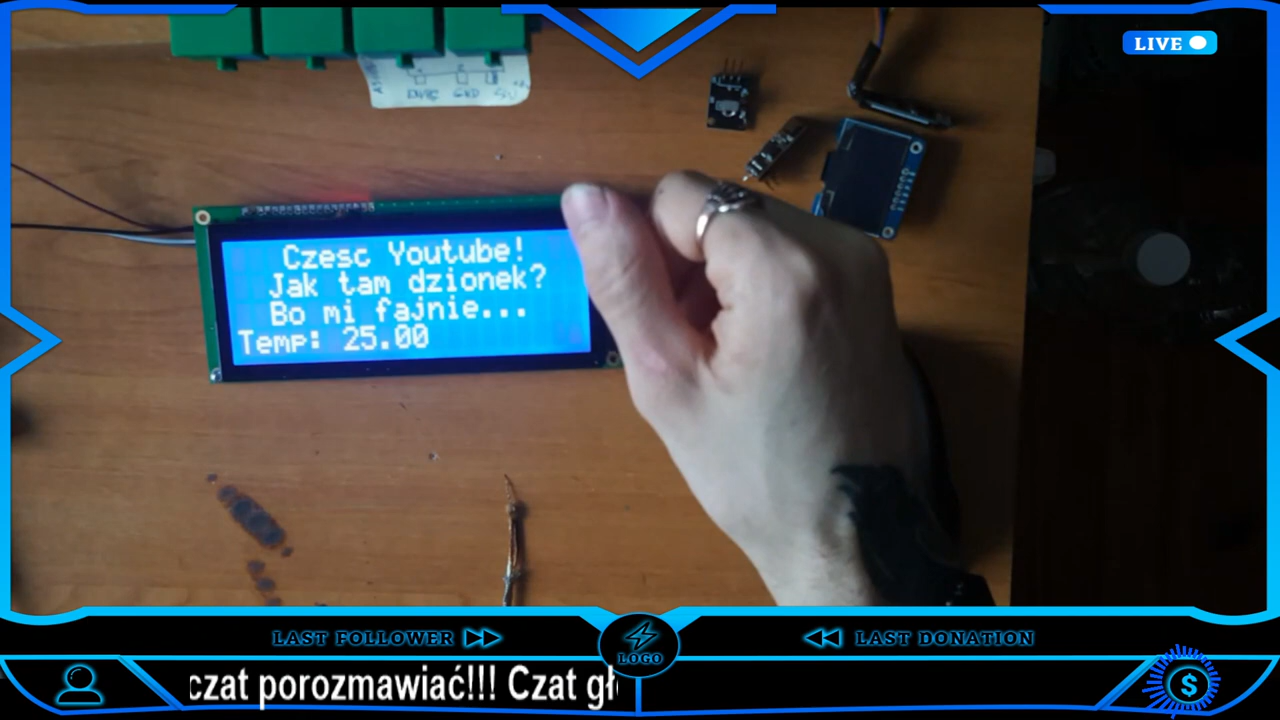 LIVE
GND
Czesc Youtube!
Jak tam dzionek?
Bo mi fajnie...
Temp: 25.00
LAST FOLLOWER
LOGO
LAST DONATION
czat porozmawiać!!! Czat
$